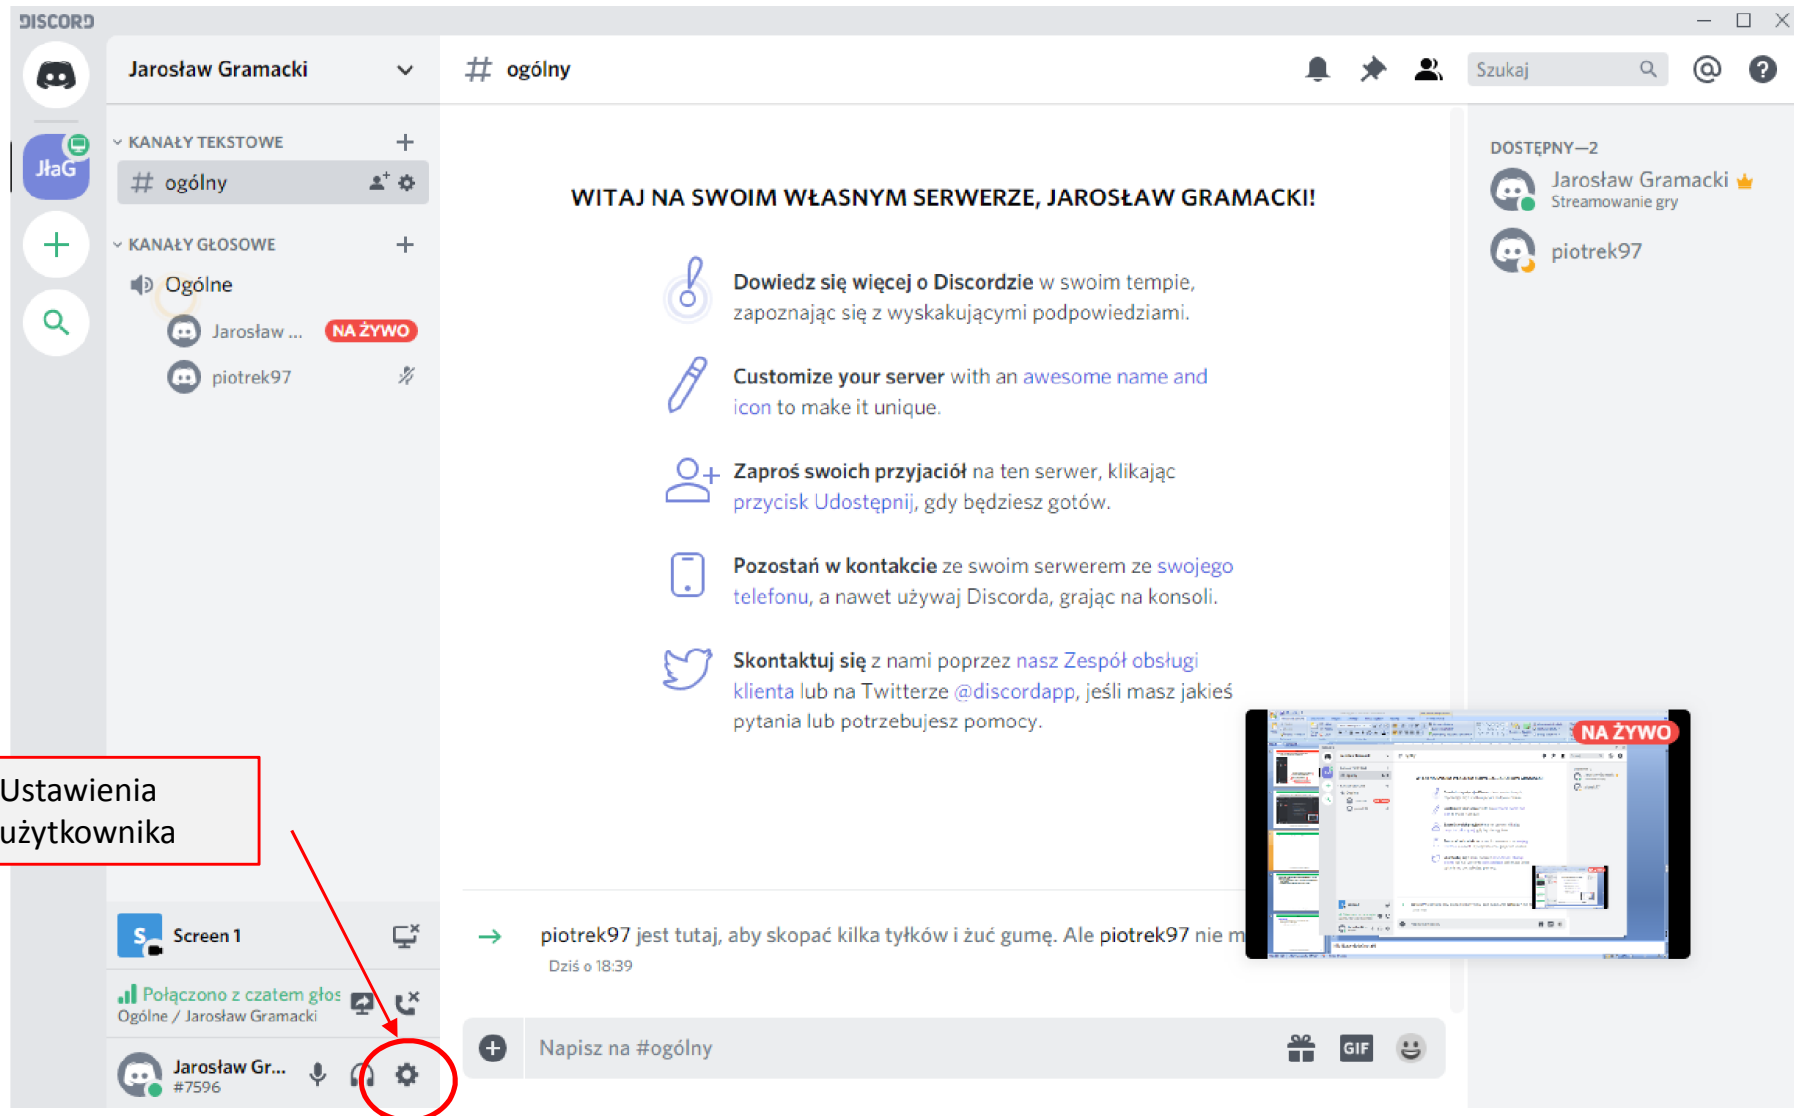 DISCORD
Jarosław Gramacki
# ogólny
Szukaj
JłaG
KANAŁY TEKSTOWE
# ogólny
KANAŁY GŁOSOWE
Ogólne
Jarosław ...
NA ŻYWO
piotrek97
WITAJ NA SWOIM WŁASNYM SERWERZE, JAROSŁAW GRAMACKI!
Dowiedz się więcej o Discordzie w swoim tempie,
zapoznając się z wyskakującymi podpowiedziami.
Customize your server with an awesome name and
icon to make it unique.
Zaproś swoich przyjaciół na ten serwer, klikając
przycisk Udostępnij, gdy będziesz gotów.
Pozostań w kontakcie ze swoim serwerem ze swojego
telefonu, a nawet używaj Discorda, grając na konsoli.
Skontaktuj się z nami poprzez nasz Zespół obsługi
klienta lub na Twitterze @discordapp, jeśli masz jakieś
pytania lub potrzebujesz pomocy.
DOSTĘPNY—2
Jarosław Gramacki
Streamowanie gry
piotrek97
NA ŻYWO
Ustawienia
użytkownika
S
Screen 1
Połączono z czatem głos
Ogólne / Jarosław Gramacki
Jarosław Gr...
#7596
piotrek97 jest tutaj, aby skopać kilka tyłków i żuć gumę. Ale piotrek97 nie m
Dziś o 18:39
Napisz na #ogólny
GIF